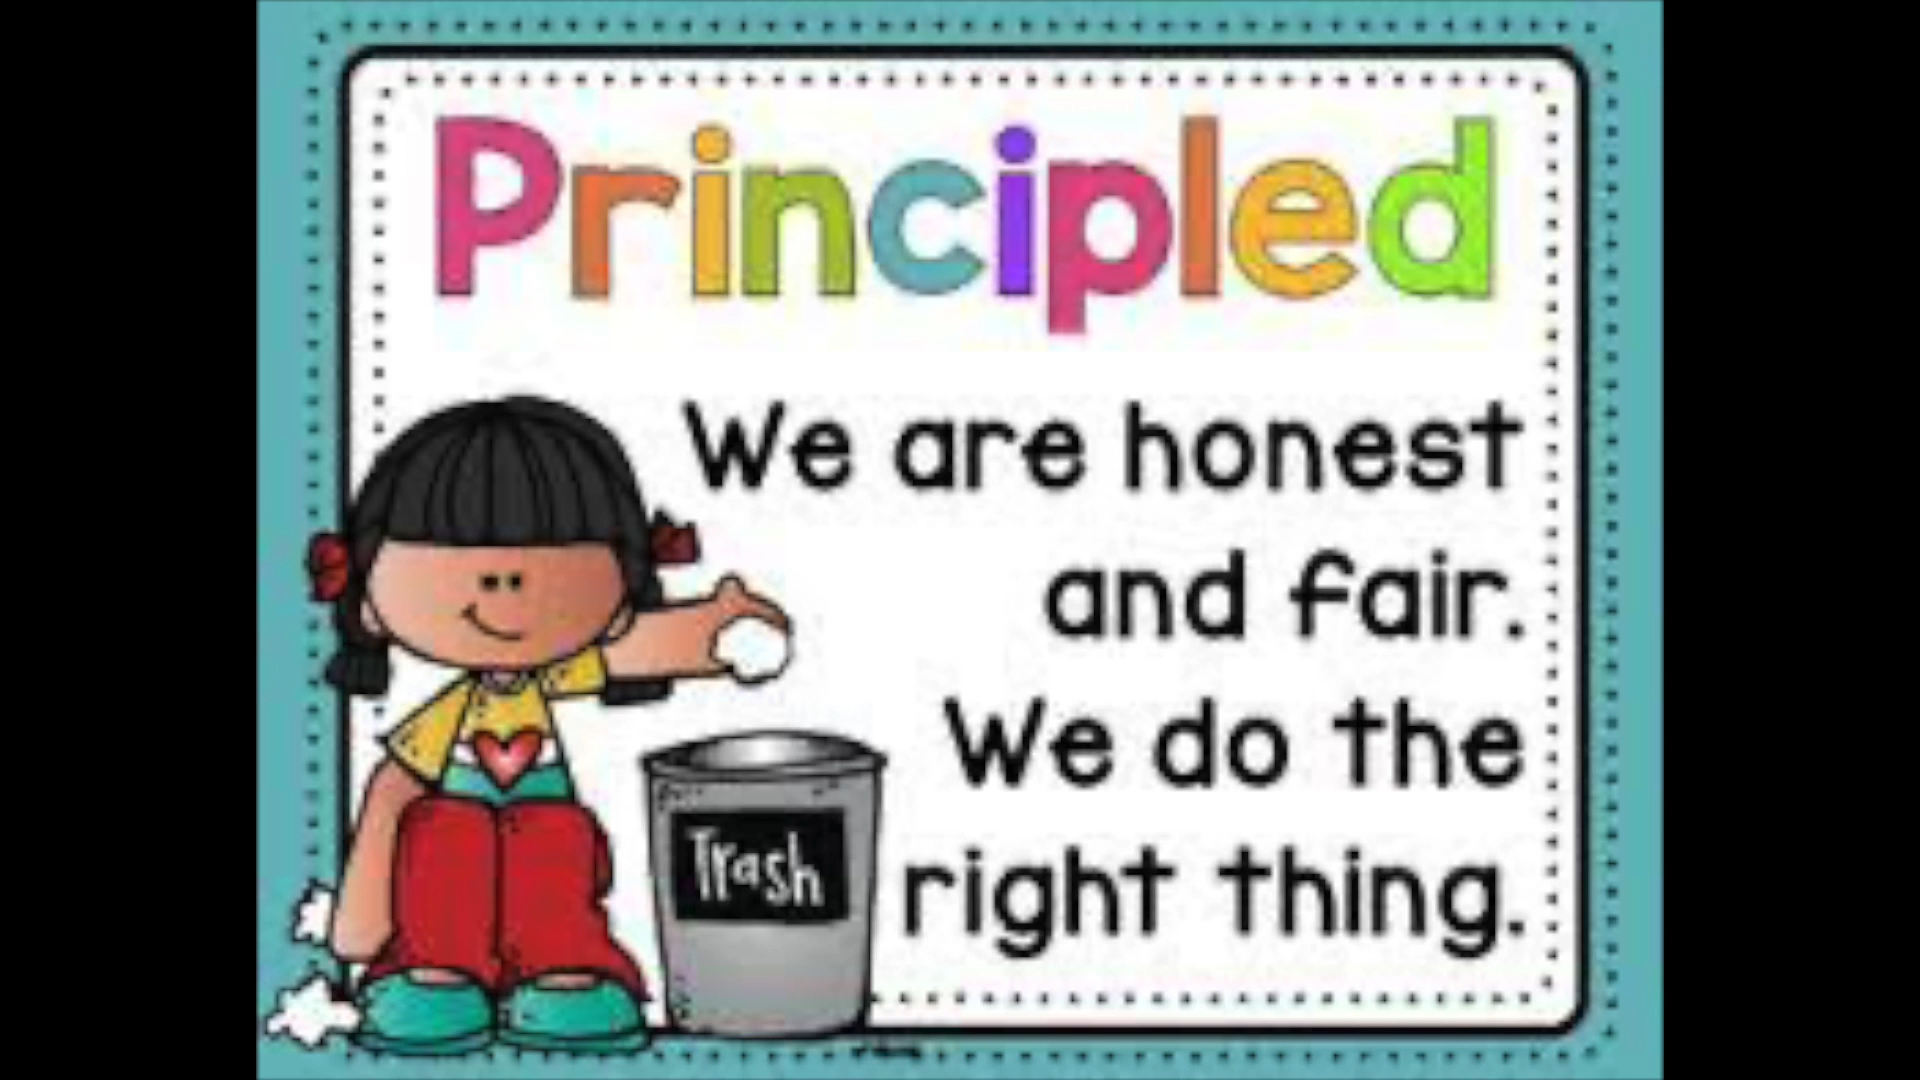 Principled
We are honest
and fair.
We do the
right thing.
Trash